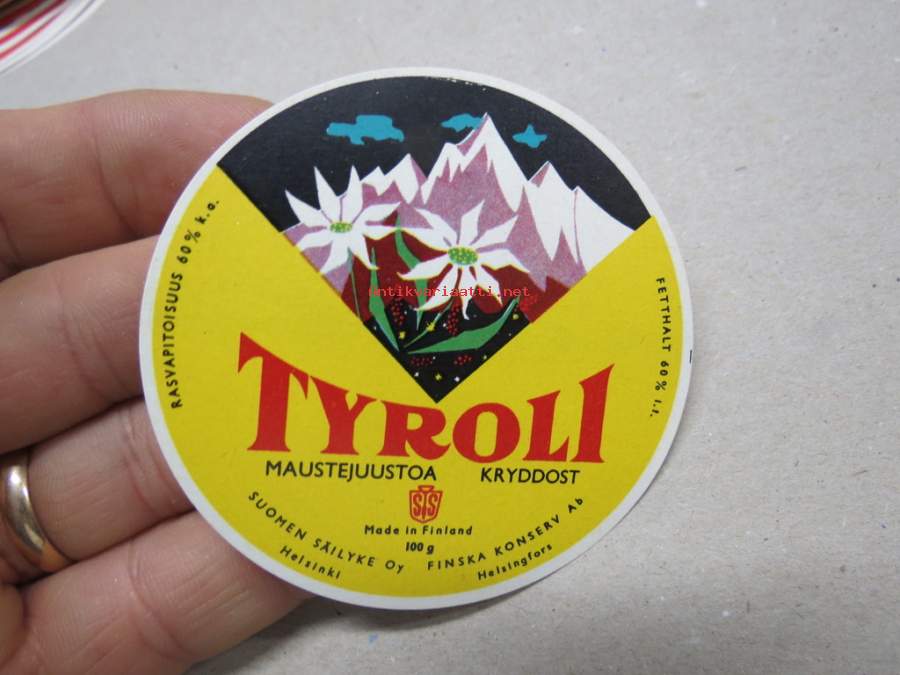 antikvariaatti.net
RASVAPITOISUUS 60% k.a.
FETTHALT 60% i.t.
TYROLI
MAUSTEJUUSTOA KRYDDOST
STS
Made in Finland
100 g
SUOMEN SÄILYKE Oy FINSKA KONSERV Ab
Helsinki Helsingfors